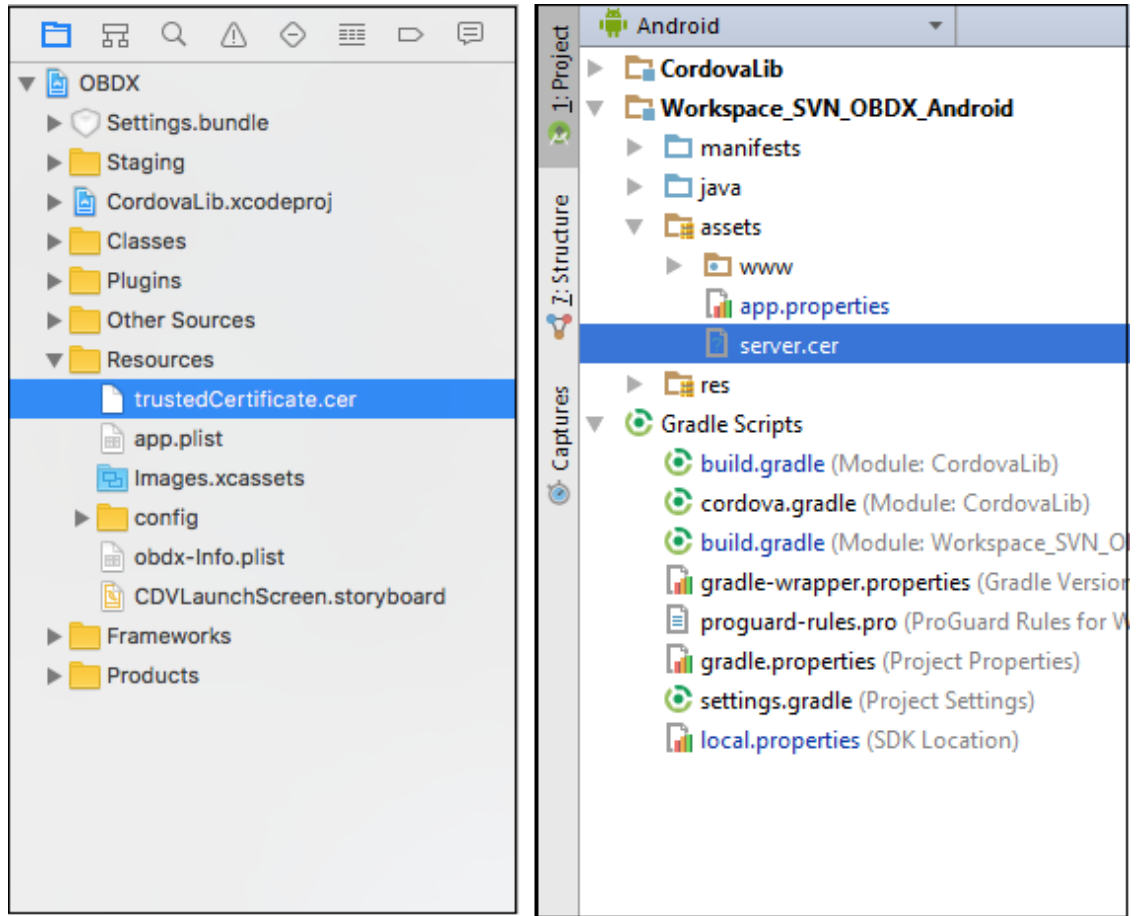 OBDX
Settings.bundle
Staging
CordovaLib.xcodeproj
Classes
Plugins
Other Sources
Resources
trustedCertificate.cer
app.plist
Images.xcassets
config
obdx-Info.plist
CDVLaunchScreen.storyboard
Frameworks
Products
1: Project
7: Structure
Captures
Android
CordovaLib
Workspace_SVN_OBDX_Android
manifests
java
assets
www
app.properties
server.cer
res
Gradle Scripts
build.gradle (Module: CordovaLib)
cordova.gradle (Module: CordovaLib)
build.gradle (Module: Workspace_SVN_O
gradle-wrapper.properties (Gradle Version
proguard-rules.pro (ProGuard Rules for W
gradle.properties (Project Properties)
settings.gradle (Project Settings)
local.properties (SDK Location)